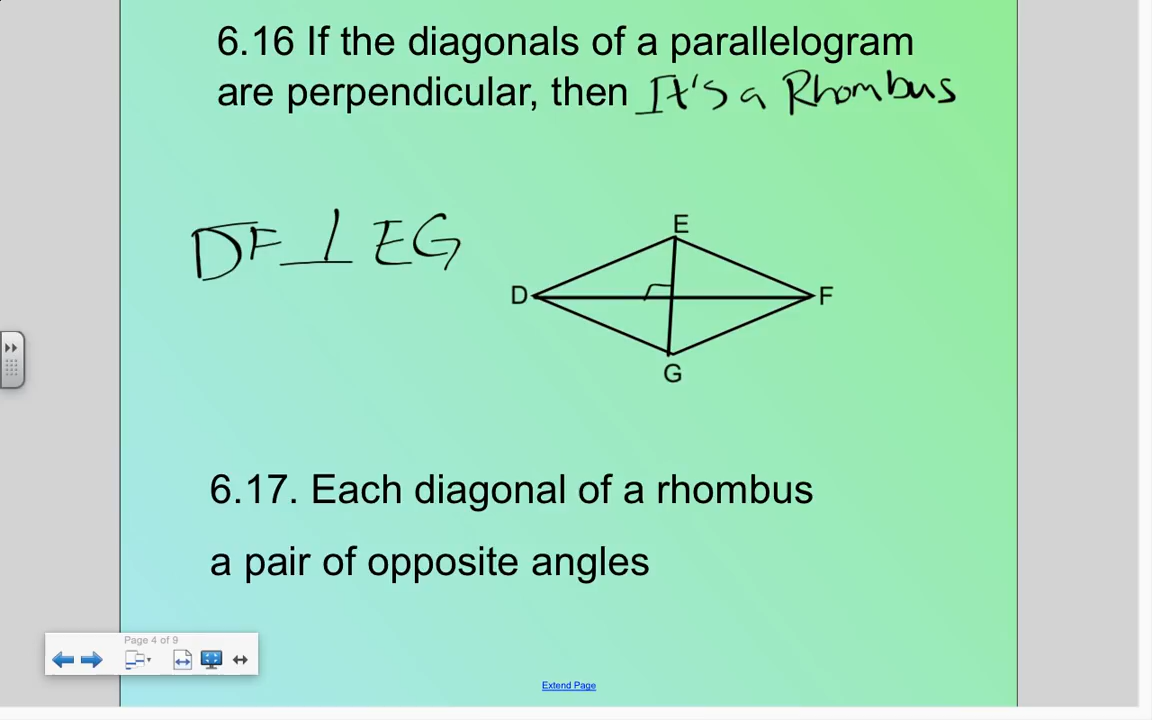 6.16 If the diagonals of a parallelogram
are perpendicular, then It's a Rhombus
DF ⊥ EG
E
D
F
G
6.17. Each diagonal of a rhombus
a pair of opposite angles
Page 4 of 9
Extend Page